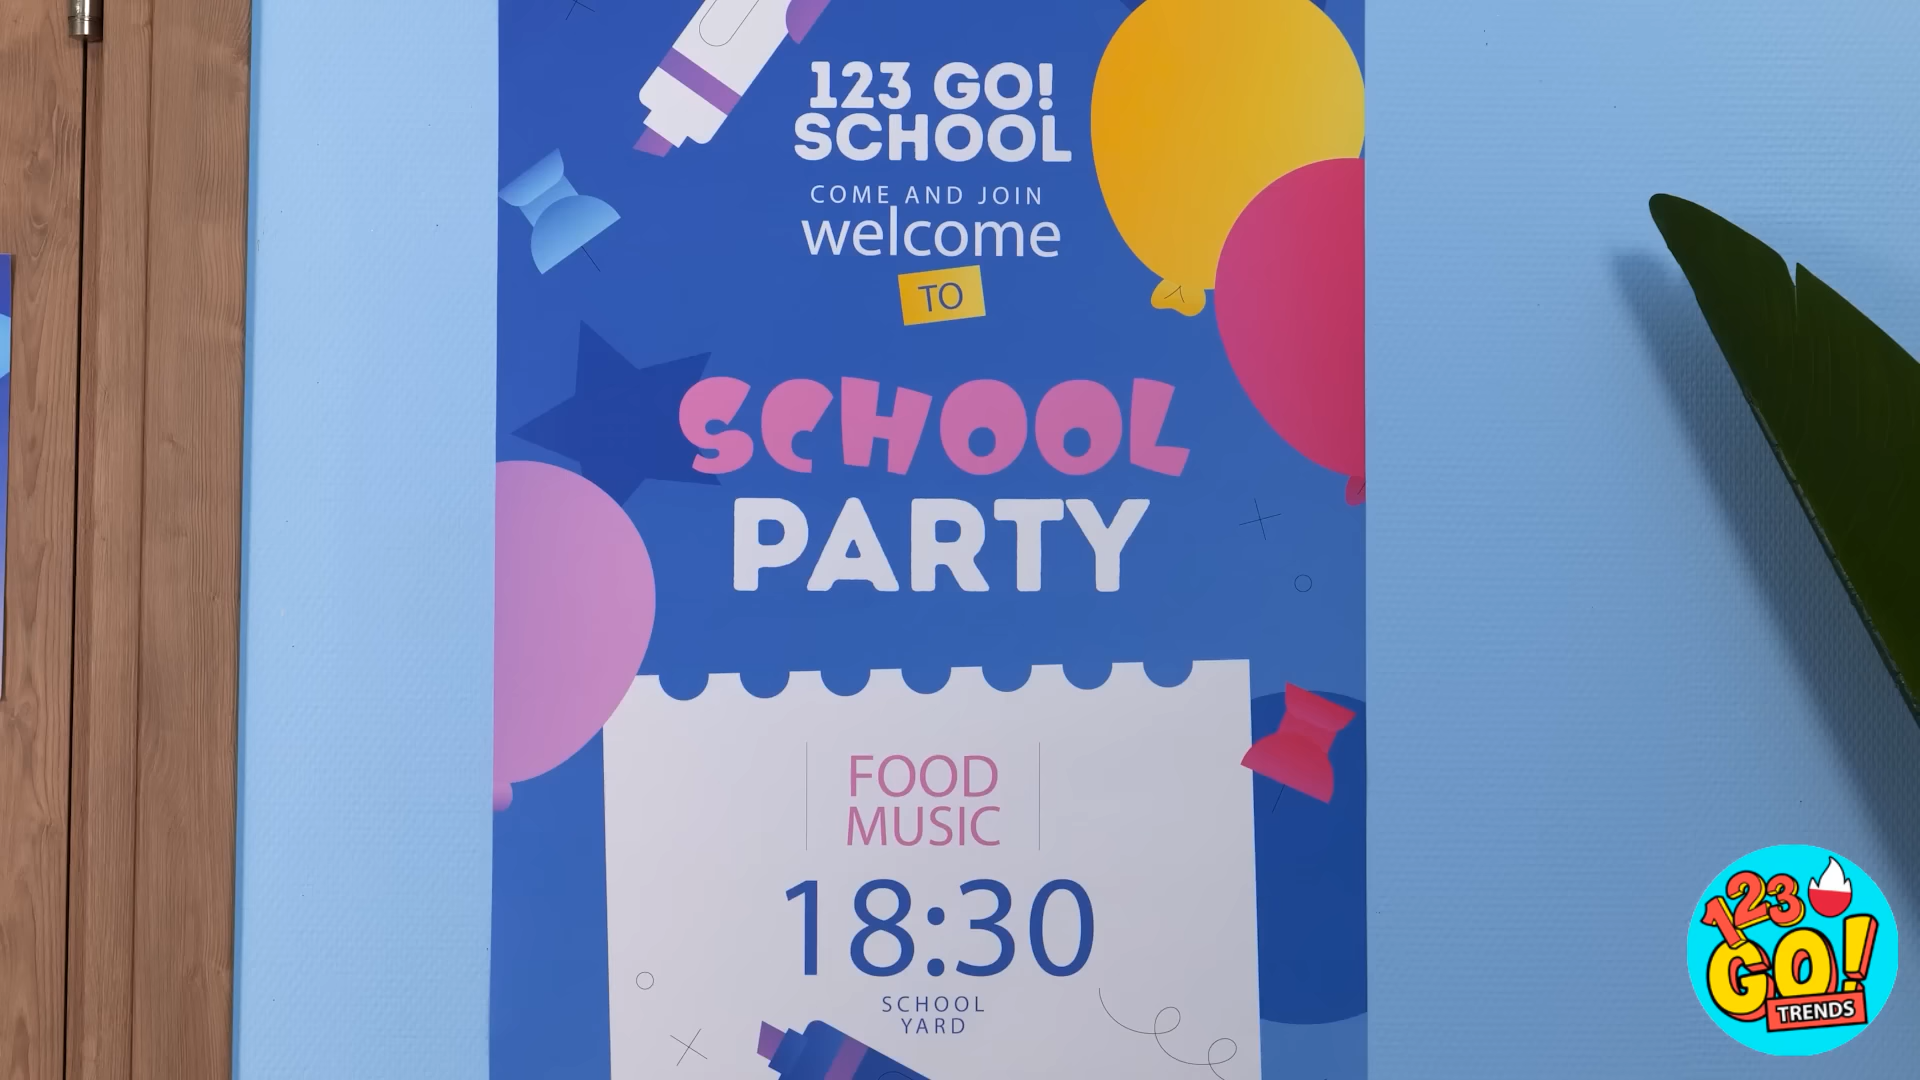 123 GO!
SCHOOL
COME AND JOIN
welcome
TO
SCHOOL
PARTY
FOOD
MUSIC
18:30
SCHOOL
YARD
123
GO!
TRENDS